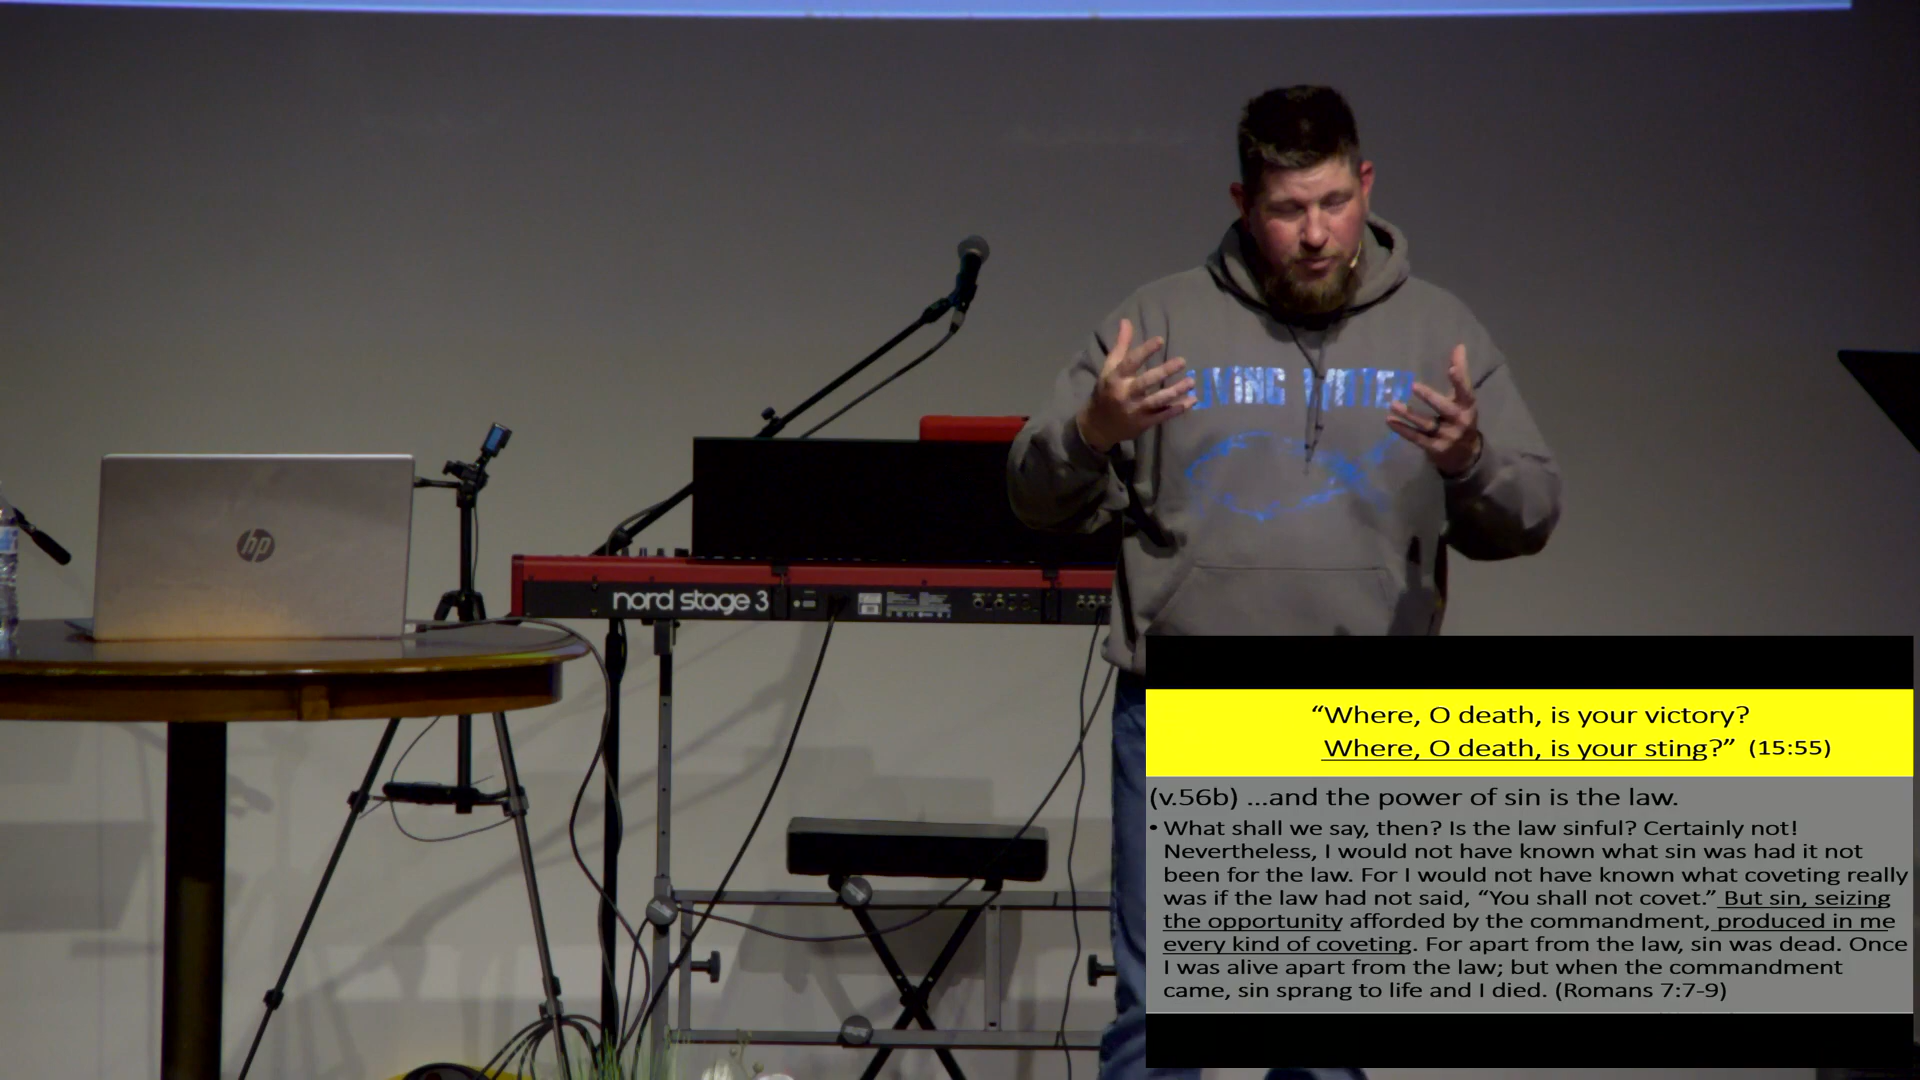 LIVING WATER
hp
nord stage 3
“Where, O death, is your victory?
Where, O death, is your sting?” (15:55)
(v.56b) ...and the power of sin is the law.
• What shall we say, then? Is the law sinful? Certainly not!
Nevertheless, I would not have known what sin was had it not
been for the law. For I would not have known what coveting really
was if the law had not said, “You shall not covet.” But sin, seizing
the opportunity afforded by the commandment, produced in me
every kind of coveting. For apart from the law, sin was dead. Once
I was alive apart from the law; but when the commandment
came, sin sprang to life and I died. (Romans 7:7-9)